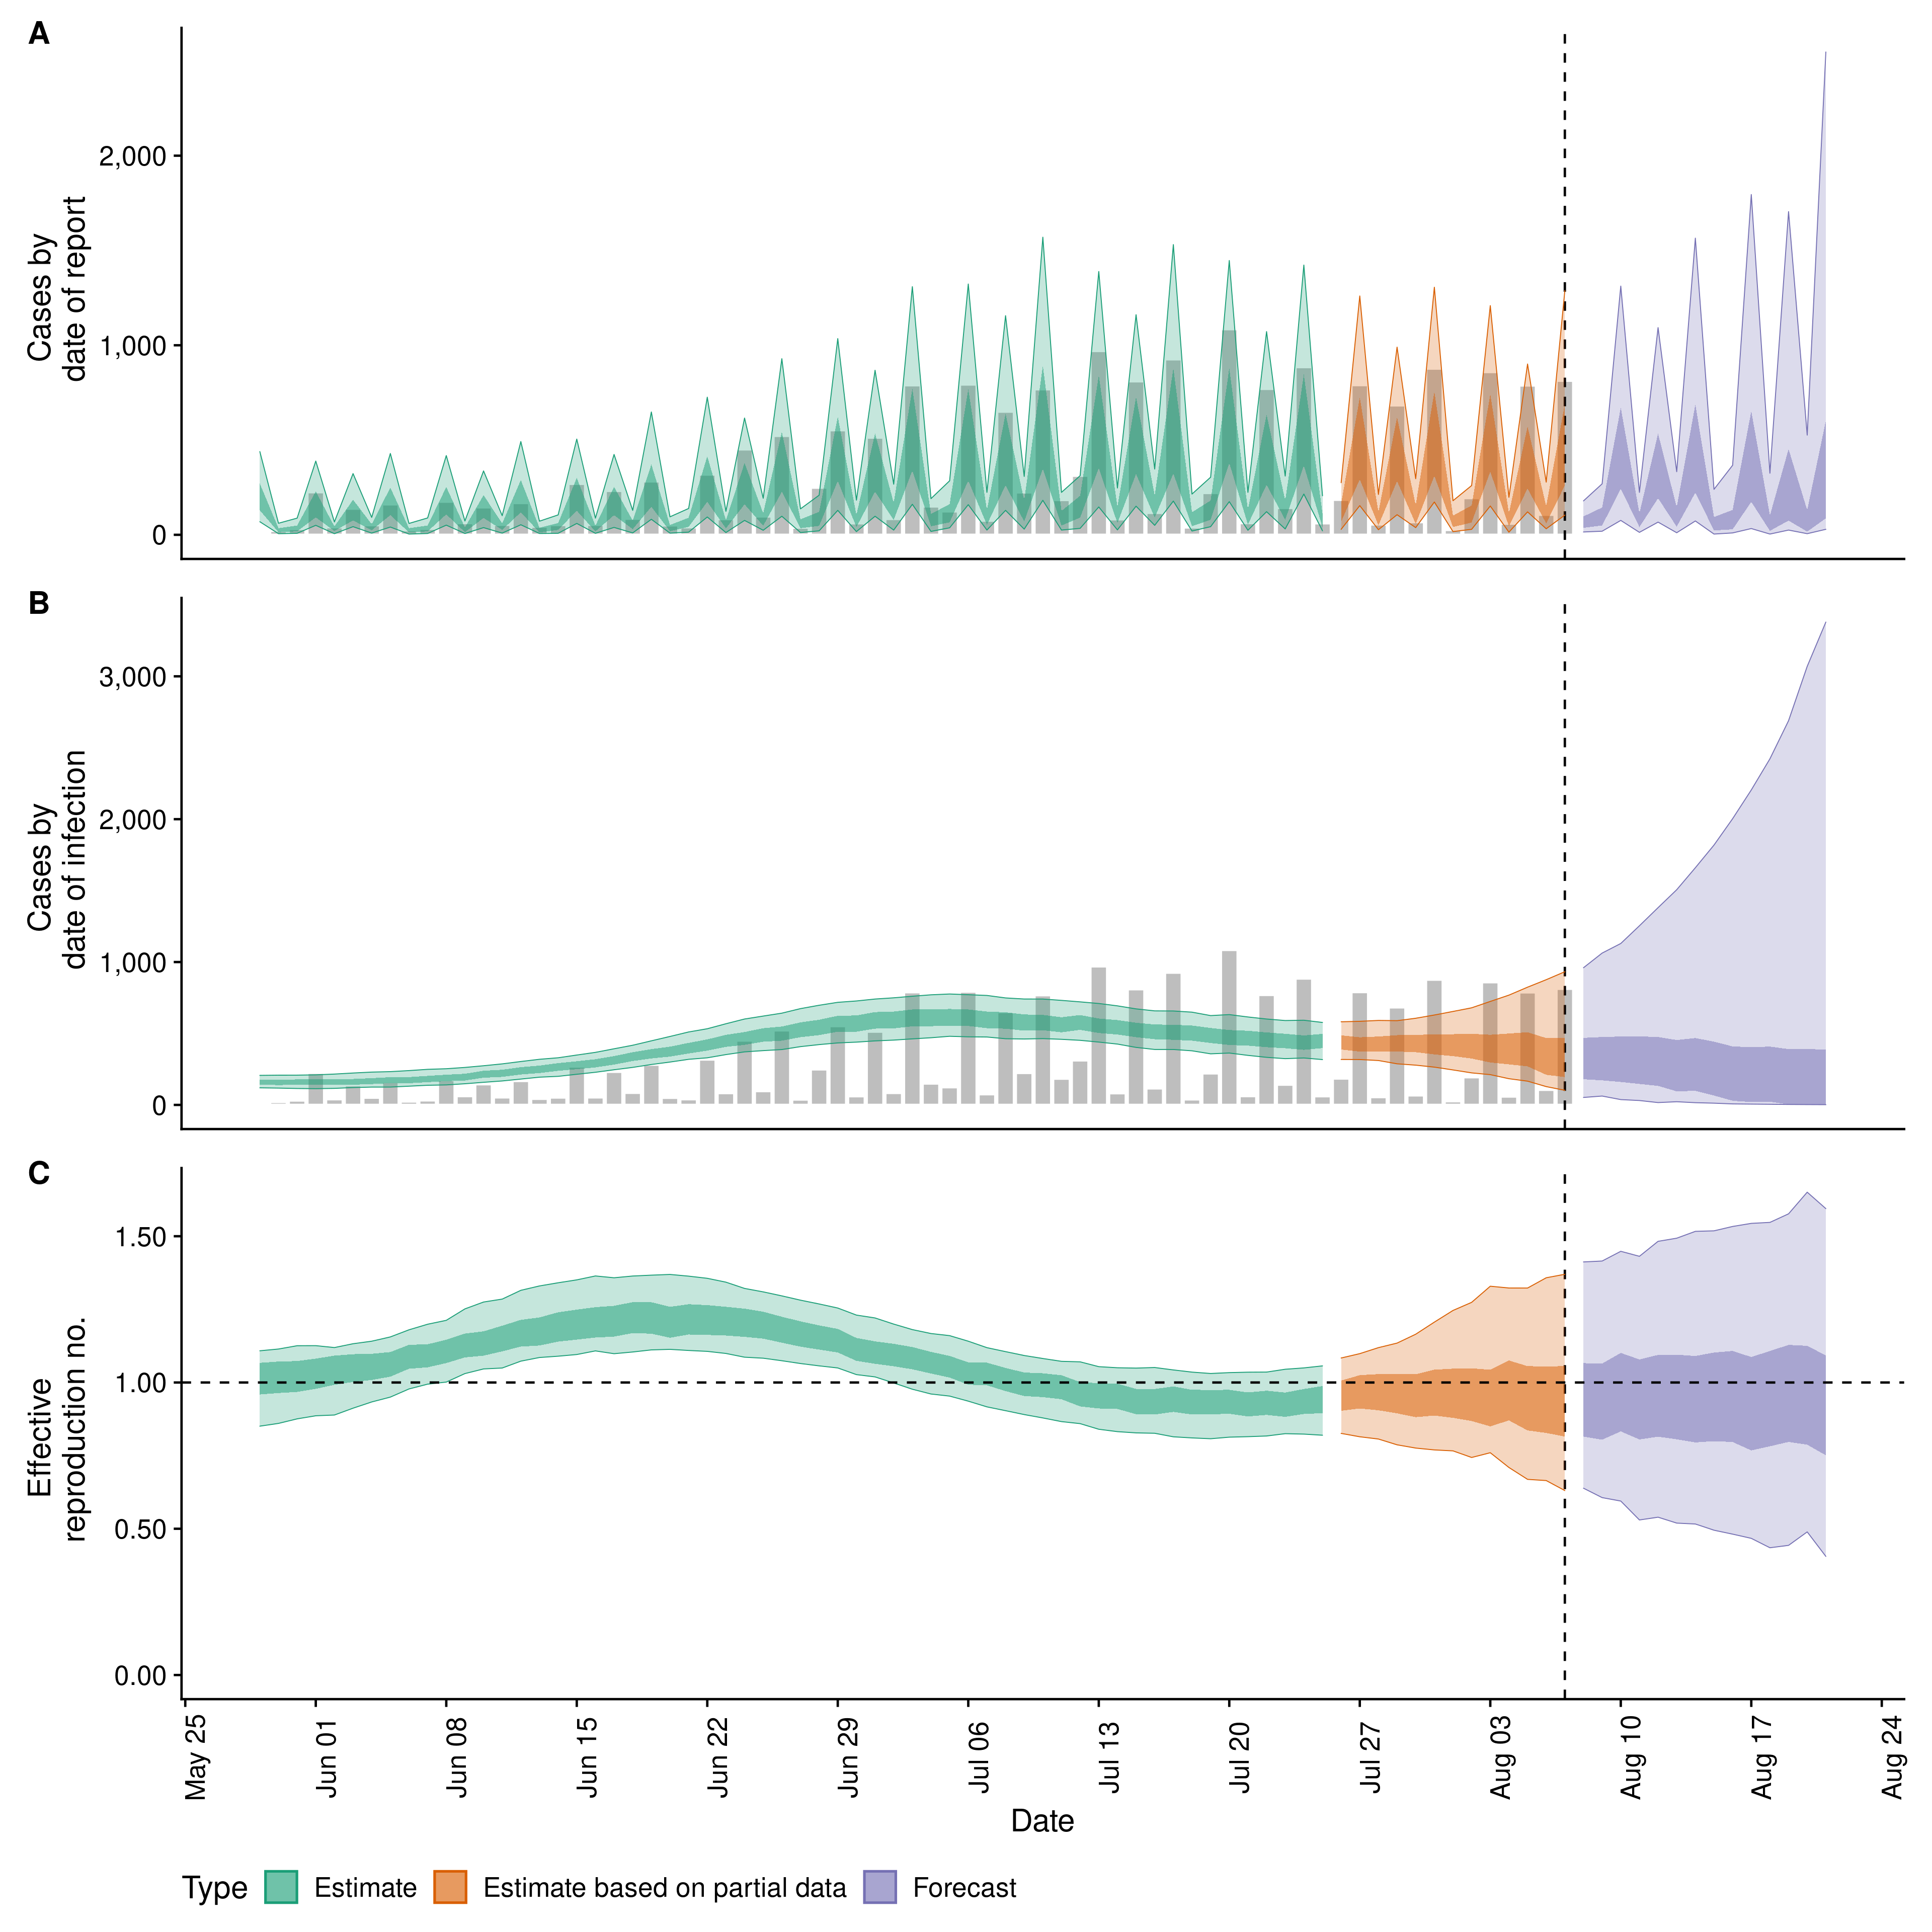 A
Cases by
date of report
2,000
1,000
0
B
Cases by
date of infection
3,000
2,000
1,000
0
C
Effective
reproduction no.
1.50
1.00
0.50
0.00
May 25
Jun 01
Jun 08
Jun 15
Jun 22
Jun 29
Jul 06
Jul 13
Jul 20
Jul 27
Aug 03
Aug 10
Aug 17
Aug 24
Date
Type Estimate Estimate based on partial data Forecast